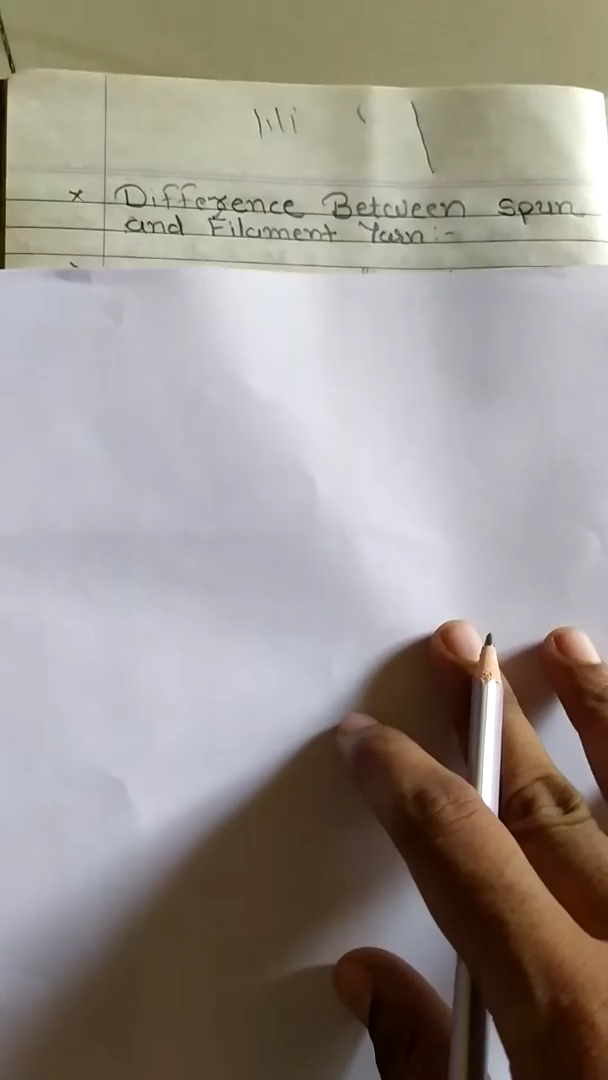 * Difference Between Spun
and Filament Yarn:-